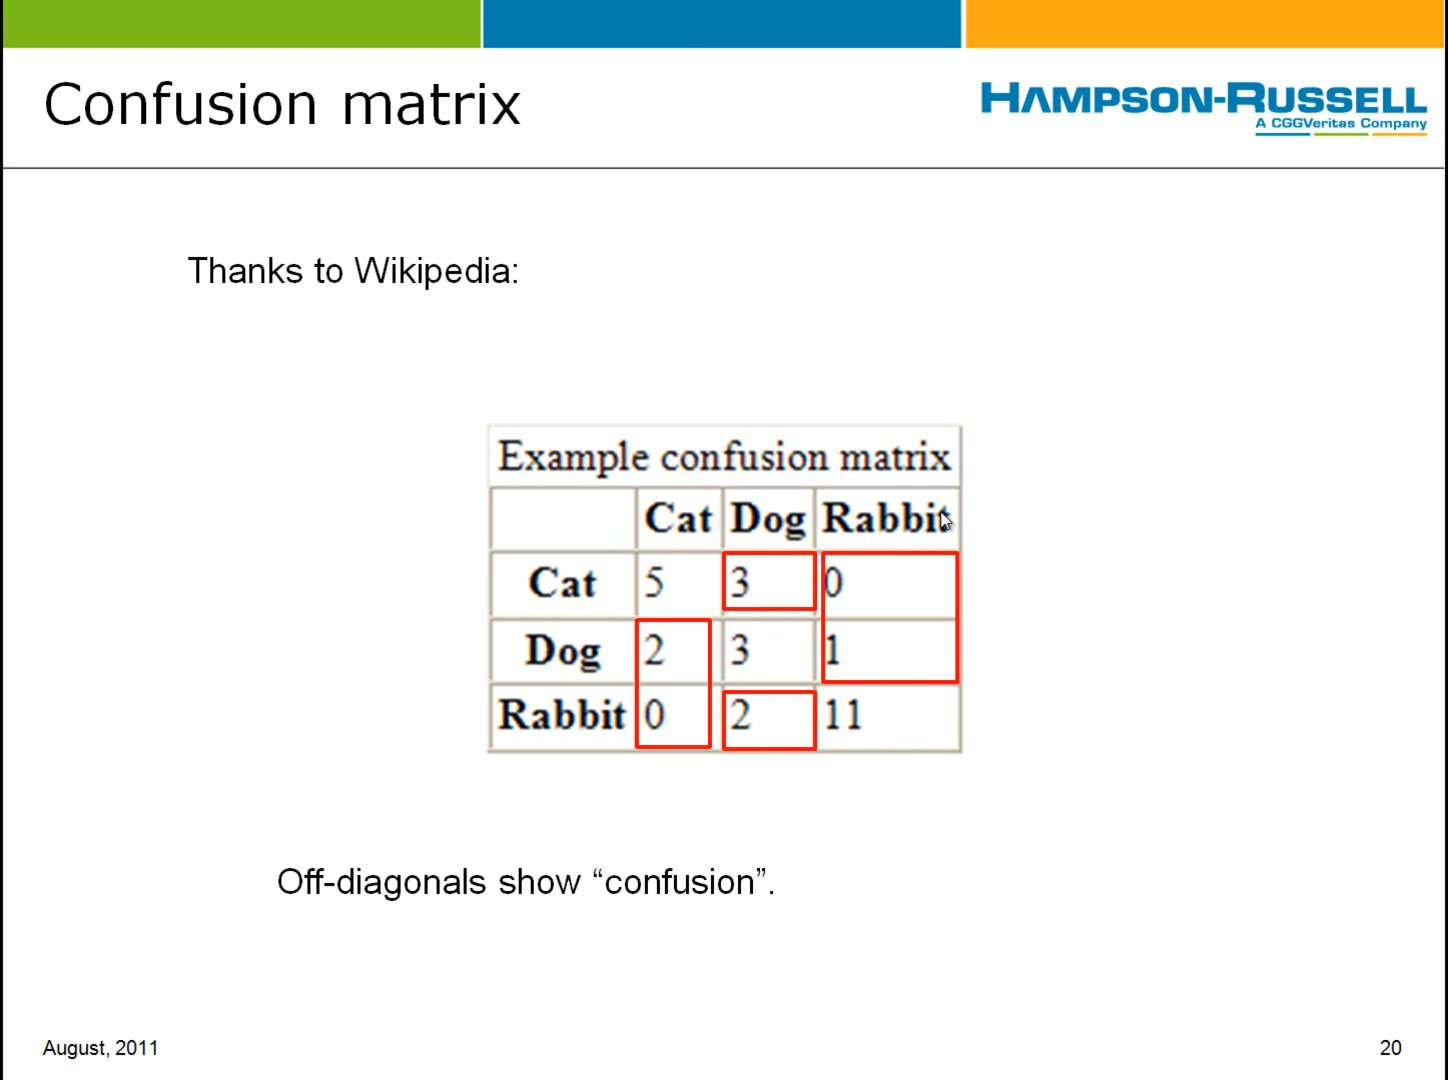 Confusion matrix
HAMPSON-RUSSELL
A CGGVeritas Company
Thanks to Wikipedia:
Example confusion matrix
Cat Dog Rabbit
Cat 5 3 0
Dog 2 3 1
Rabbit 0 2 11
Off-diagonals show “confusion”.
August, 2011 20